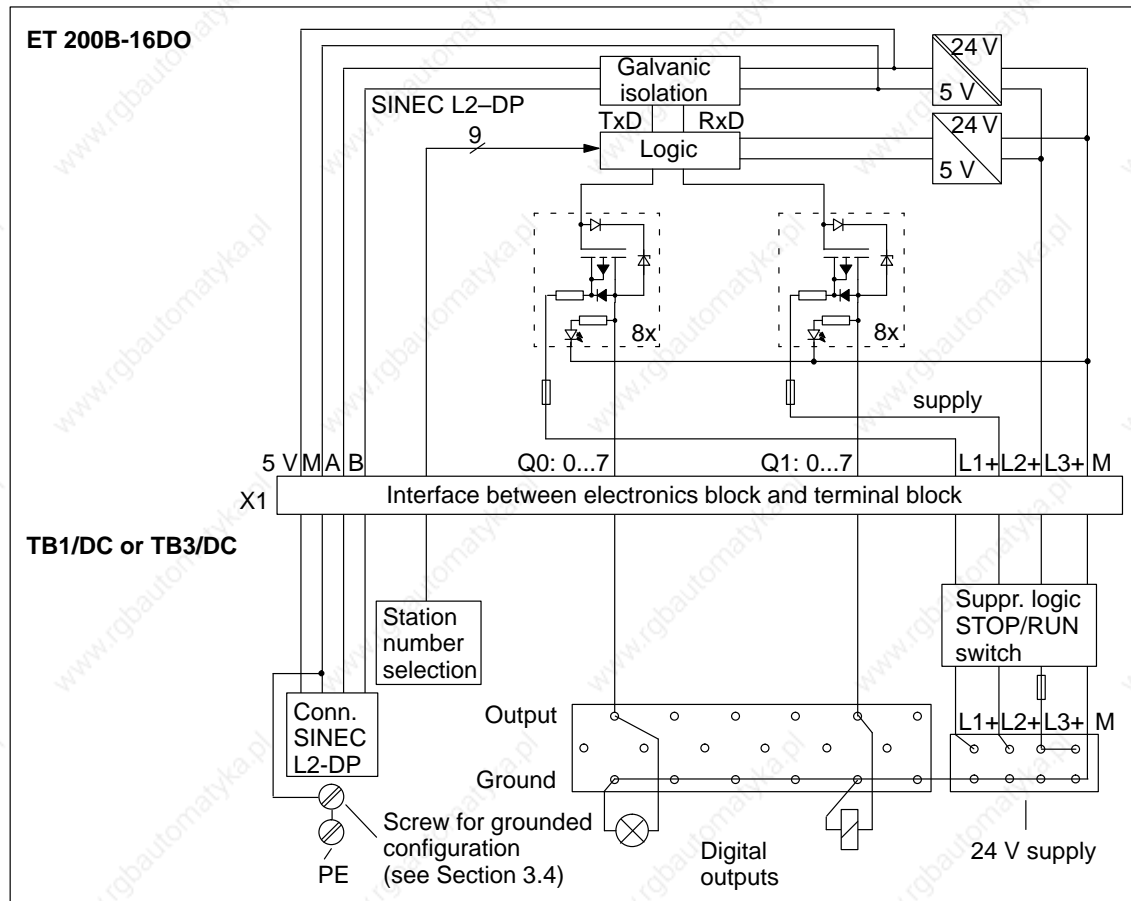 ET 200B-16DO
24 V
5 V
Galvanic
isolation
SINEC L2–DP
TxD
RxD
9
Logic
24 V
5 V
8x
8x
supply
5 V M A B
Q0: 0...7
Q1: 0...7
L1+ L2+ L3+ M
X1
Interface between electronics block and terminal block
TB1/DC or TB3/DC
Station
number
selection
Suppr. logic
STOP/RUN
switch
Conn.
SINEC
L2-DP
Output
Ground
L1+ L2+ L3+ M
Screw for grounded
configuration
(see Section 3.4)
PE
Digital
outputs
24 V supply
www.rgbautomatyka.pl